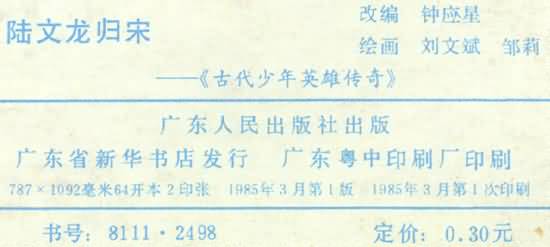 陆文龙归宋
改编 钟应星
绘画 刘文斌 邹莉
——《古代少年英雄传奇》
广东人民出版社出版
广东省新华书店发行 广东粤中印刷厂印刷
787×1092毫米64开本 2印张 1985年3月第1版 1985年3月第1次印刷
书号: 8111·2498 定价: 0.30元